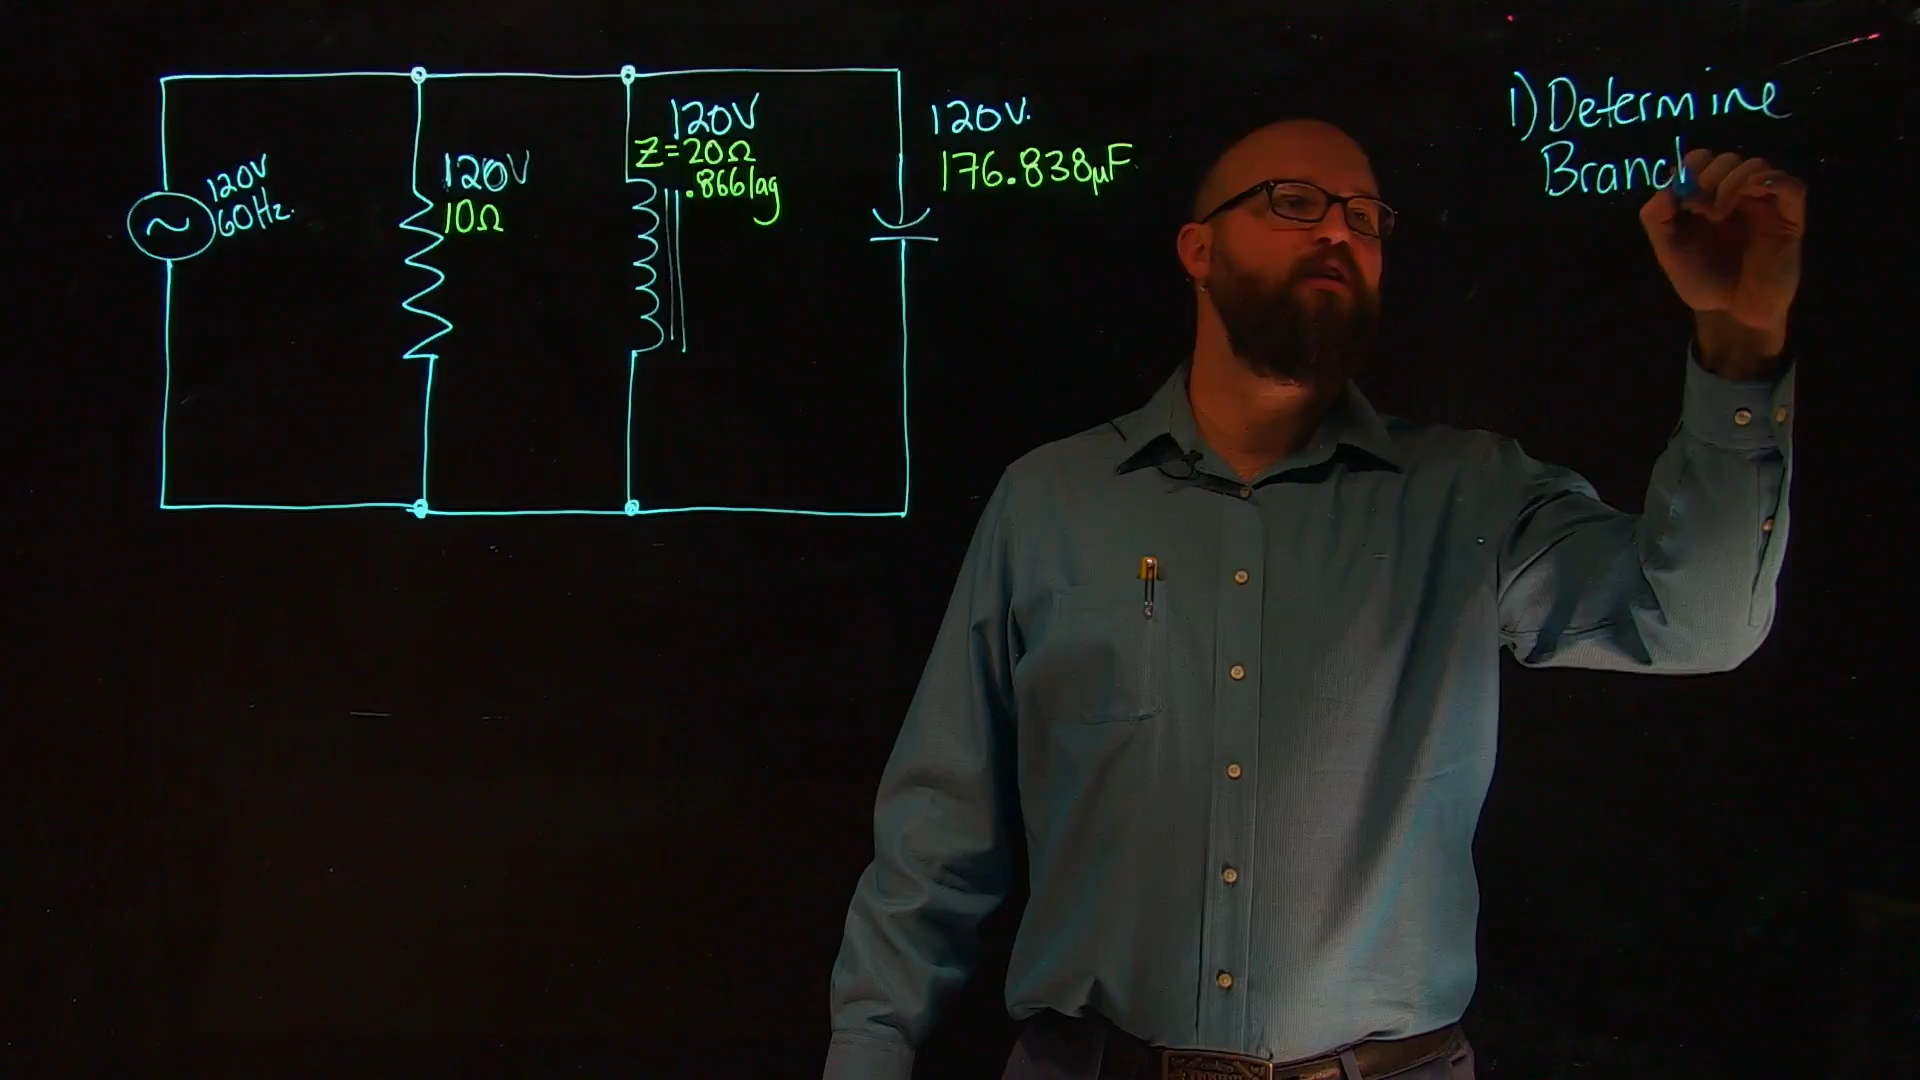 120V
60Hz.
120V
10Ω
120V
Z=20Ω
.866lag
120V.
176.838µF
1) Determine
Branch